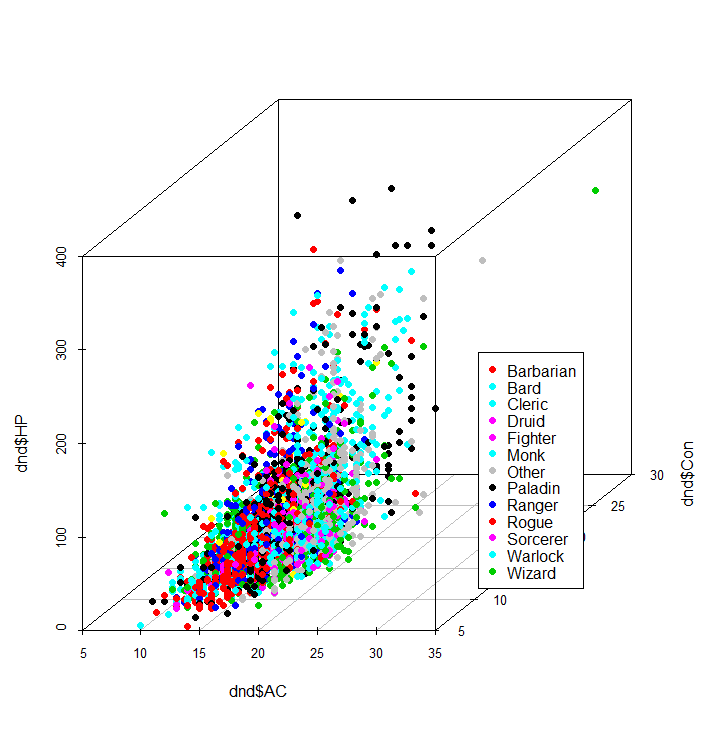 400
300
200
100
0
dnd$HP
5
10
15
20
25
30
35
dnd$AC
5
10
25
30
dnd$Con
Barbarian
Bard
Cleric
Druid
Fighter
Monk
Other
Paladin
Ranger
Rogue
Sorcerer
Warlock
Wizard